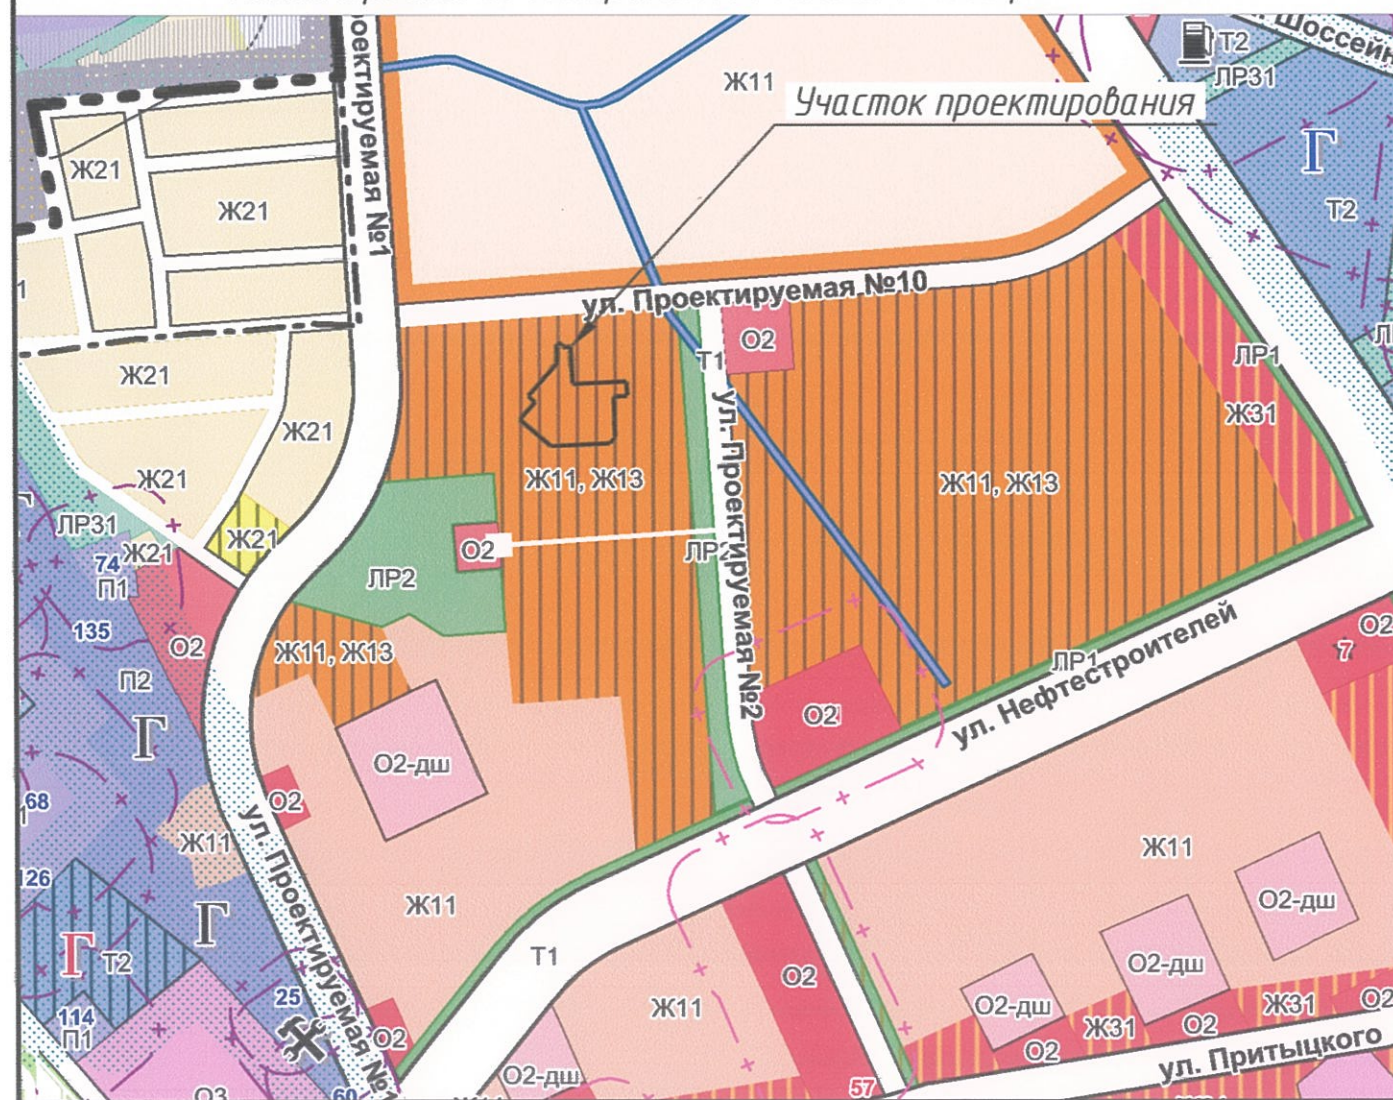 Т2
ул. Шоссейн
ЛР31
Ж11
Участок проектирования
Г
Т2
Ж21
Ж21
оектируемая №1
ул. Проектируемая №10
О2
Т1
ЛР1
Ж31
Ж21
Ж21
Ж21
Ж11, Ж13
Ж11, Ж13
ул. Проектируемая №2
ЛР31
Ж21
Ж21
74
П1
О2
ЛР2
135
О2
Ж11, Ж13
ЛР1
О2
7
П2
Г
О2
ул. Нефтестроителей
О2-дш
68
О2
Ж11
Ж11
ул. Проектируемая №1
126
Ж11
О2-дш
Г
Г
Т2
Т1
О2
О2-дш
25
Ж11
О2-дш
Ж31
О2
114
П1
О2
Ж31
О2
О2
ул. Притыцкого
О2-дш
57
О3
60